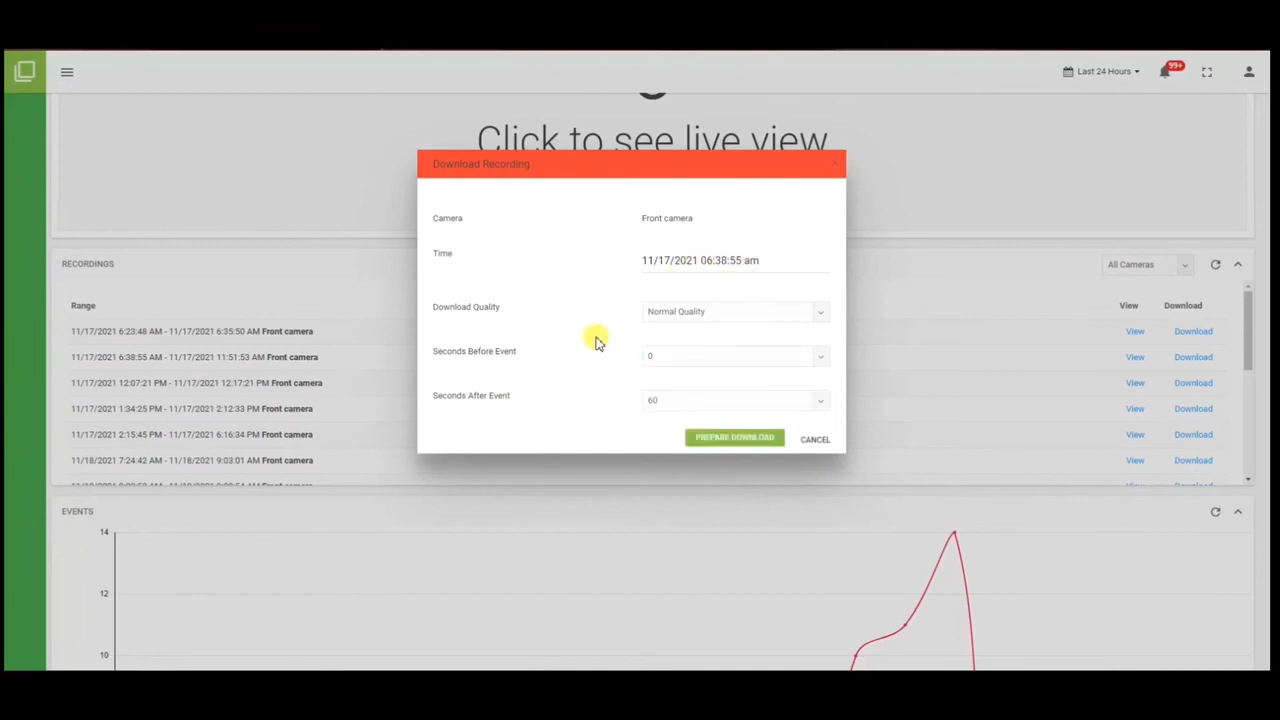 Last 24 Hours
99+
Click to see live view
Download Recording
Camera Front camera
Time 11/17/2021 06:38:55 am
Download Quality Normal Quality
Seconds Before Event 0
Seconds After Event 60
PREPARE DOWNLOAD CANCEL
RECORDINGS All Cameras
Range View Download
11/17/2021 6:23:48 AM - 11/17/2021 6:35:50 AM Front camera View Download
11/17/2021 6:38:55 AM - 11/17/2021 11:51:53 AM Front camera View Download
11/17/2021 12:07:21 PM - 11/17/2021 12:17:21 PM Front camera View Download
11/17/2021 1:34:25 PM - 11/17/2021 2:12:33 PM Front camera View Download
11/17/2021 2:15:45 PM - 11/17/2021 6:16:34 PM Front camera View Download
11/18/2021 7:24:42 AM - 11/18/2021 9:03:01 AM Front camera View Download
EVENTS
14
12
10